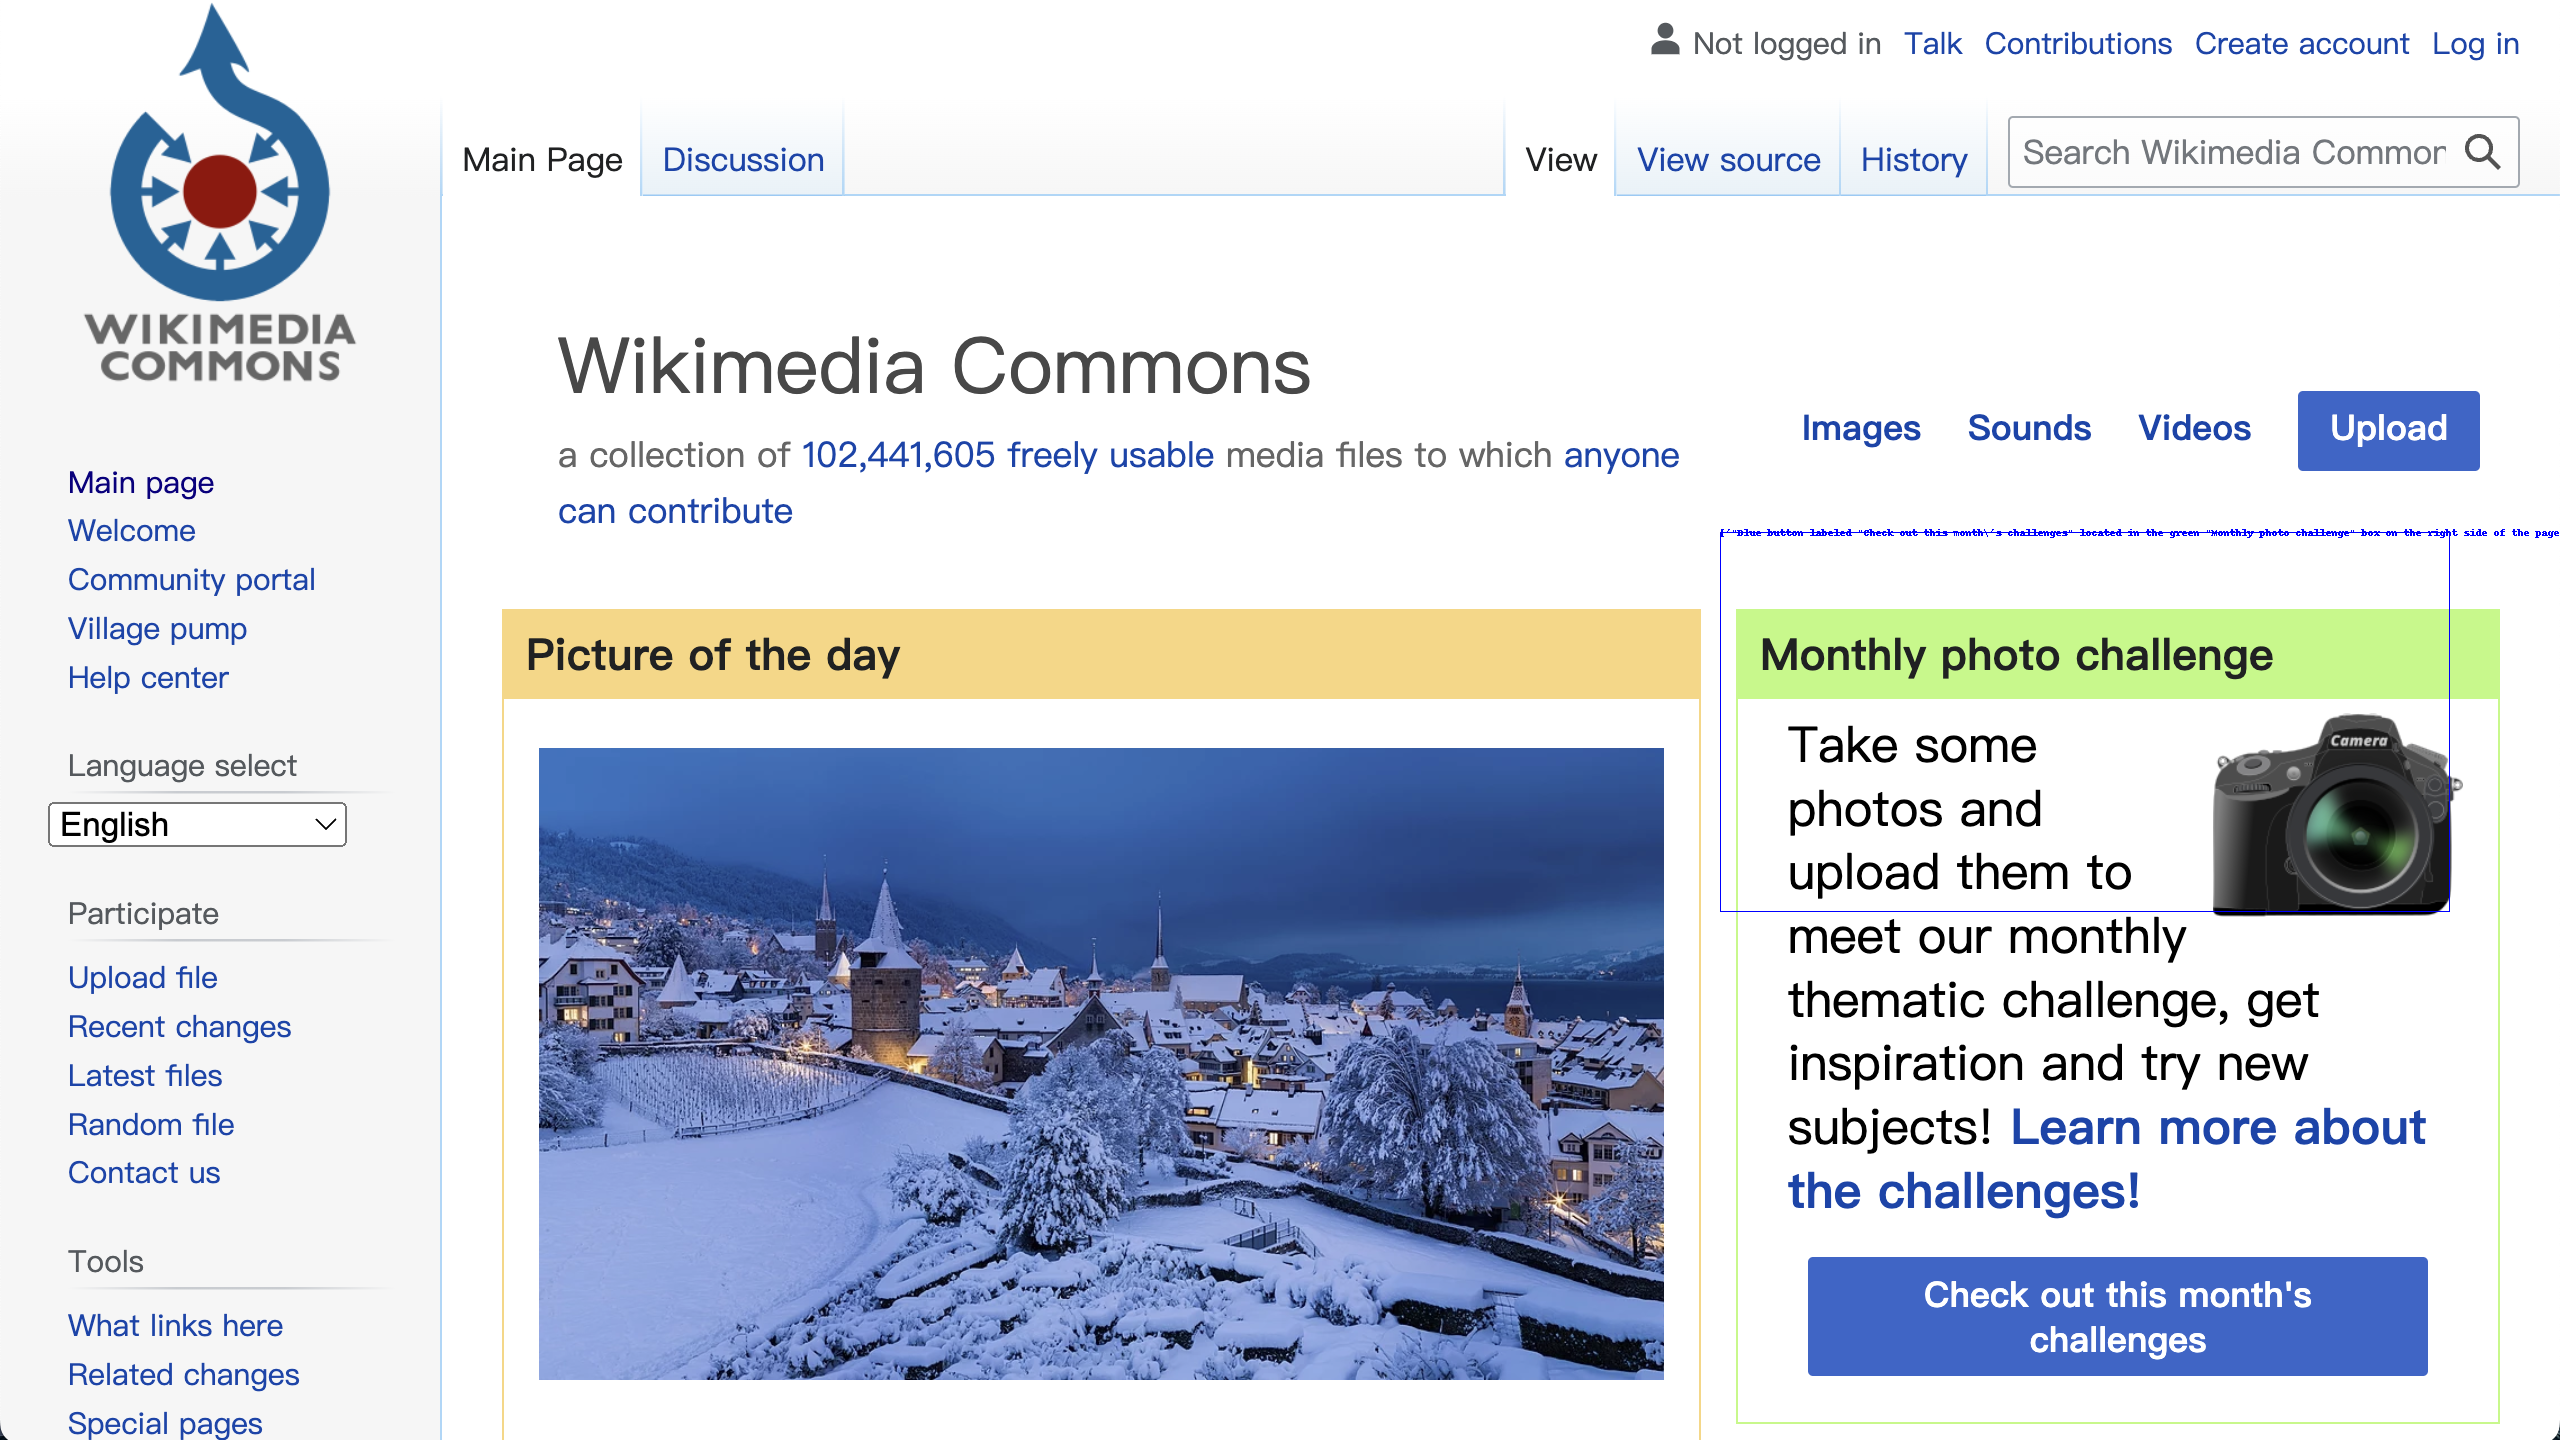 Not logged in Talk Contributions Create account Log in
Main Page Discussion View View source History Search Wikimedia Common
WIKIMEDIA
COMMONS
Main page
Welcome
Community portal
Village pump
Help center
Language select
English
Participate
Upload file
Recent changes
Latest files
Random file
Contact us
Tools
What links here
Related changes
Special pages
Wikimedia Commons
a collection of 102,441,605 freely usable media files to which anyone
can contribute
Images Sounds Videos Upload
['"Blue button labeled "Check out this month\'s challenges" located in the green "Monthly photo challenge" box on the right side of the page
Picture of the day
Monthly photo challenge
Camera
Take some
photos and
upload them to
meet our monthly
thematic challenge, get
inspiration and try new
subjects! Learn more about
the challenges!
Check out this month's
challenges